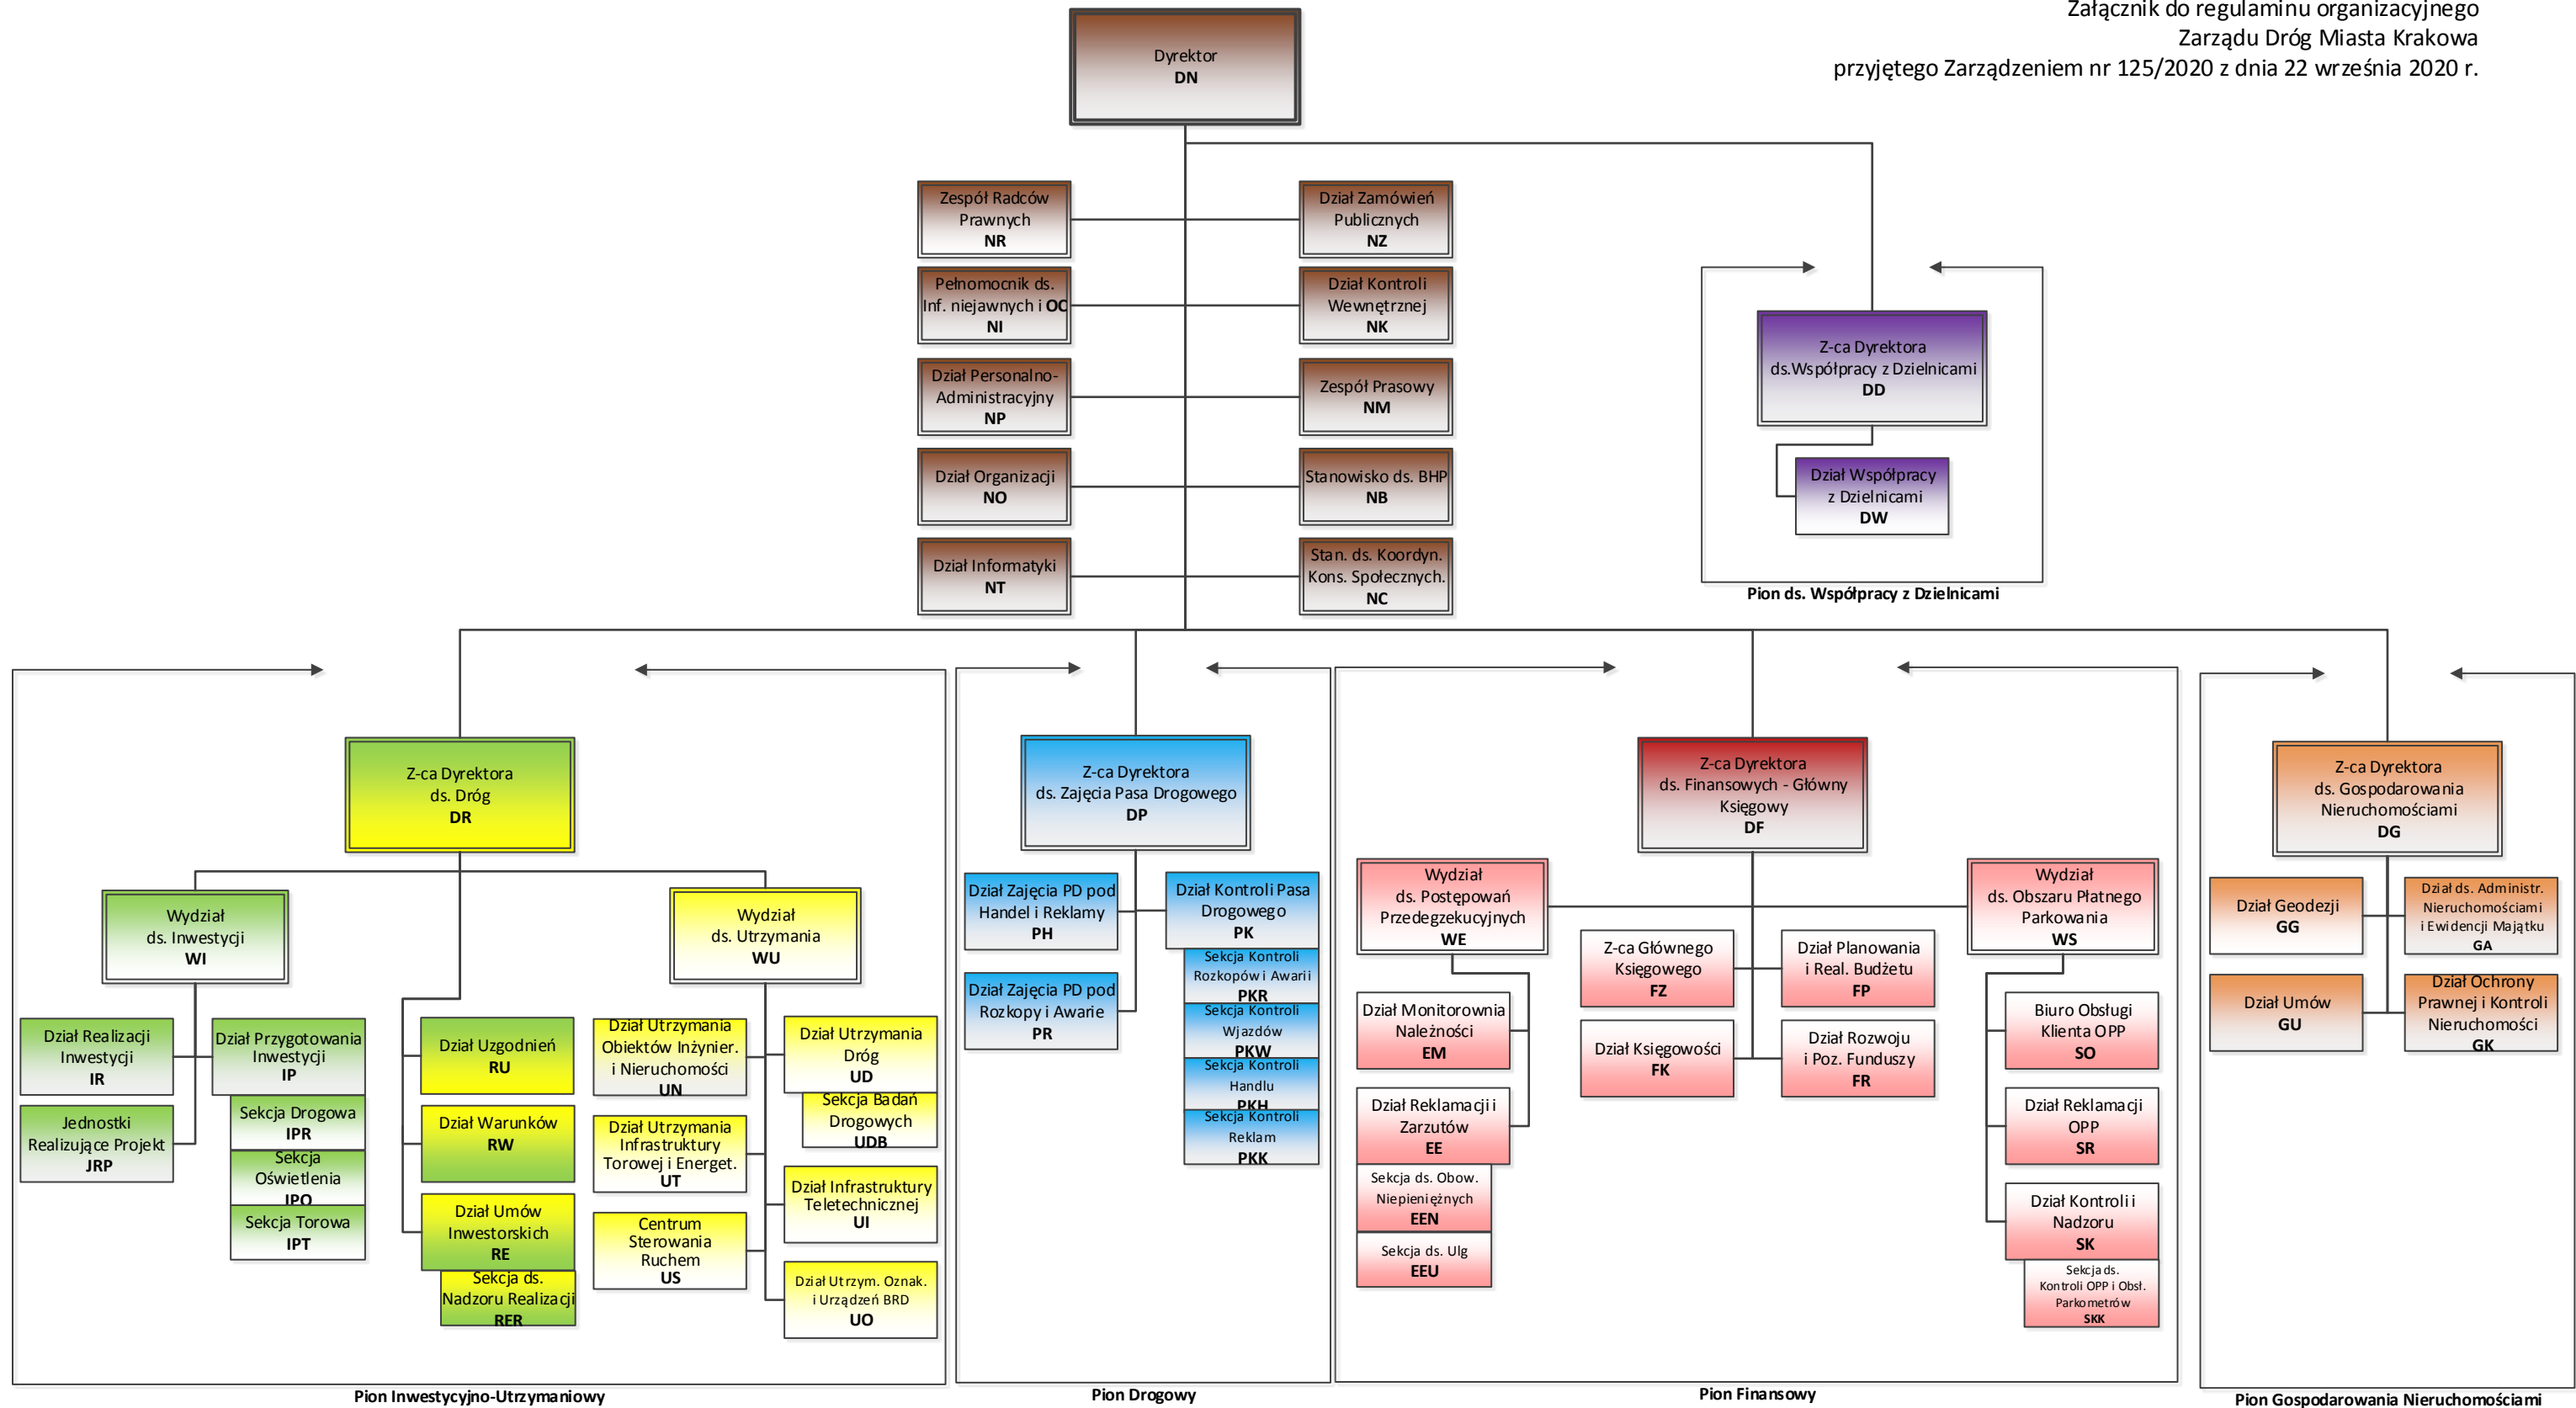 Załącznik do regulaminu organizacyjnego
Zarządu Dróg Miasta Krakowa
przyjętego Zarządzeniem nr 125/2020 z dnia 22 września 2020 r.
Dyrektor
DN
Zespół Radców
Prawnych
NR
Dział Zamówień
Publicznych
NZ
Pełnomocnik ds.
Inf. niejawnych i OC
NI
Dział Kontroli
Wewnętrznej
NK
Dział Personalno-
Administracyjny
NP
Zespół Prasowy
NM
Dział Organizacji
NO
Stanowisko ds. BHP
NB
Dział Informatyki
NT
Stan. ds. Koordyn.
Kons. Społecznych.
NC
Z-ca Dyrektora
ds.Współpracy z Dzielnicami
DD
Dział Współpracy
z Dzielnicami
DW
Pion ds. Współpracy z Dzielnicami
Z-ca Dyrektora
ds. Dróg
DR
Wydział
ds. Inwestycji
WI
Wydział
ds. Utrzymania
WU
Dział Realizacji
Inwestycji
IR
Jednostki
Realizujące Projekt
JRP
Dział Przygotowania
Inwestycji
IP
Sekcja Drogowa
IPR
Sekcja
Oświetlenia
IPO
Sekcja Torowa
IPT
Dział Uzgodnień
RU
Dział Warunków
RW
Dział Umów
Inwestorskich
RE
Sekcja ds.
Nadzoru Realizacji
RER
Dział Utrzymania
Obiektów Inżynier.
i Nieruchomości
UN
Dział Utrzymania
Infrastruktury
Torowej i Energet.
UT
Centrum
Sterowania
Ruchem
US
Dział Utrzymania
Dróg
UD
Sekcja Badań
Drogowych
UDB
Dział Infrastruktury
Teletechnicznej
UI
Dział Utrzym. Oznak.
i Urządzeń BRD
UO
Pion Inwestycyjno-Utrzymaniowy
Z-ca Dyrektora
ds. Zajęcia Pasa Drogowego
DP
Dział Zajęcia PD pod
Handel i Reklamy
PH
Dział Zajęcia PD pod
Rozkopy i Awarie
PR
Dział Kontroli Pasa
Drogowego
PK
Sekcja Kontroli
Rozkopów i Awarii
PKR
Sekcja Kontroli
Wjazdów
PKW
Sekcja Kontroli
Handlu
PKH
Sekcja Kontroli
Reklam
PKK
Pion Drogowy
Z-ca Dyrektora
ds. Finansowych - Główny
Księgowy
DF
Wydział
ds. Postępowań
Przedegzekucyjnych
WE
Wydział
ds. Obszaru Płatnego
Parkowania
WS
Dział Monitorownia
Należności
EM
Dział Reklamacji i
Zarzutów
EE
Sekcja ds. Obow.
Niepieniężnych
EEN
Sekcja ds. Ulg
EEU
Z-ca Głównego
Księgowego
FZ
Dział Planowania
i Real. Budżetu
FP
Dział Księgowości
FK
Dział Rozwoju
i Poz. Funduszy
FR
Biuro Obsługi
Klienta OPP
SO
Dział Reklamacji
OPP
SR
Dział Kontroli i
Nadzoru
SK
Sekcja ds.
Kontroli OPP i Obsł.
Parkometrów
SKK
Pion Finansowy
Z-ca Dyrektora
ds. Gospodarowania
Nieruchomościami
DG
Dział Geodezji
GG
Dział ds. Administr.
Nieruchomościami
i Ewidencji Majątku
GA
Dział Umów
GU
Dział Ochrony
Prawnej i Kontroli
Nieruchomości
GK
Pion Gospodarowania Nieruchomościami